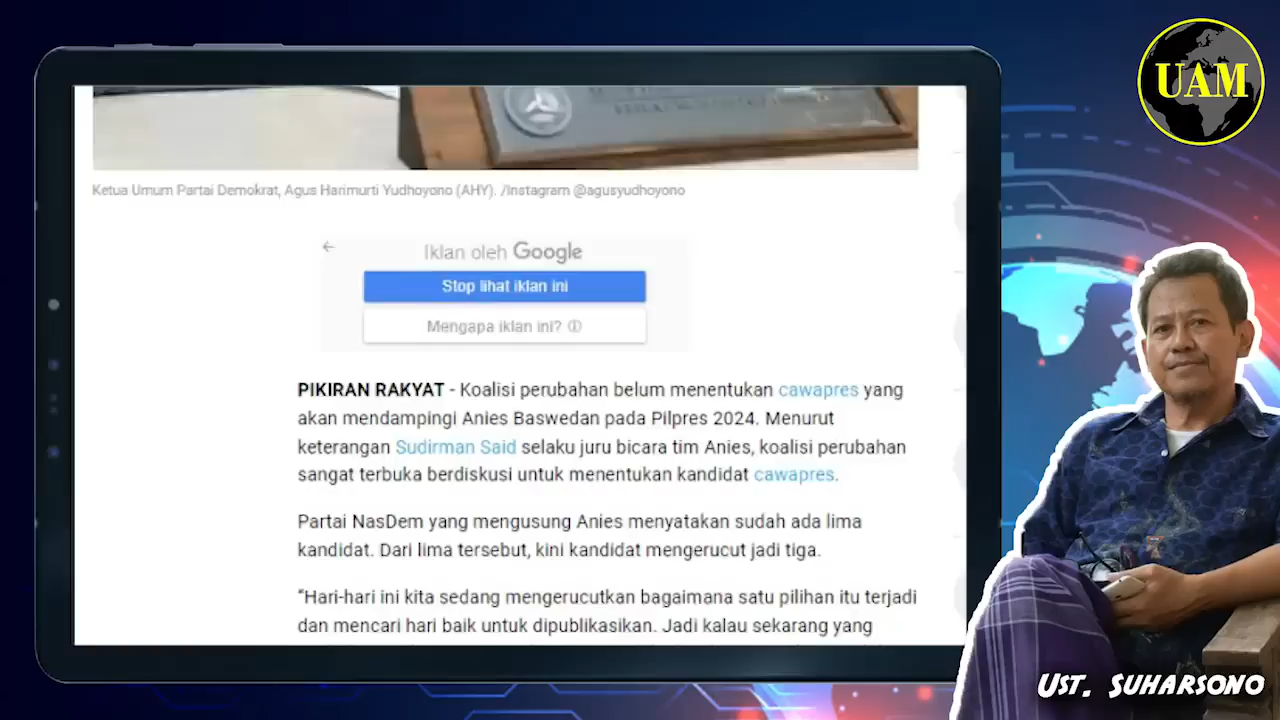 UAM
Ketua Umum Partai Demokrat, Agus Harimurti Yudhoyono (AHY). /Instagram @agusyudhoyono
Iklan oleh Google
Stop lihat iklan ini
Mengapa iklan ini?
PIKIRAN RAKYAT - Koalisi perubahan belum menentukan cawapres yang
akan mendampingi Anies Baswedan pada Pilpres 2024. Menurut
keterangan Sudirman Said selaku juru bicara tim Anies, koalisi perubahan
sangat terbuka berdiskusi untuk menentukan kandidat cawapres.
Partai NasDem yang mengusung Anies menyatakan sudah ada lima
kandidat. Dari lima tersebut, kini kandidat mengerucut jadi tiga.
“Hari-hari ini kita sedang mengerucutkan bagaimana satu pilihan itu terjadi
dan mencari hari baik untuk dipublikasikan. Jadi kalau sekarang yang
Ust. Suharsono